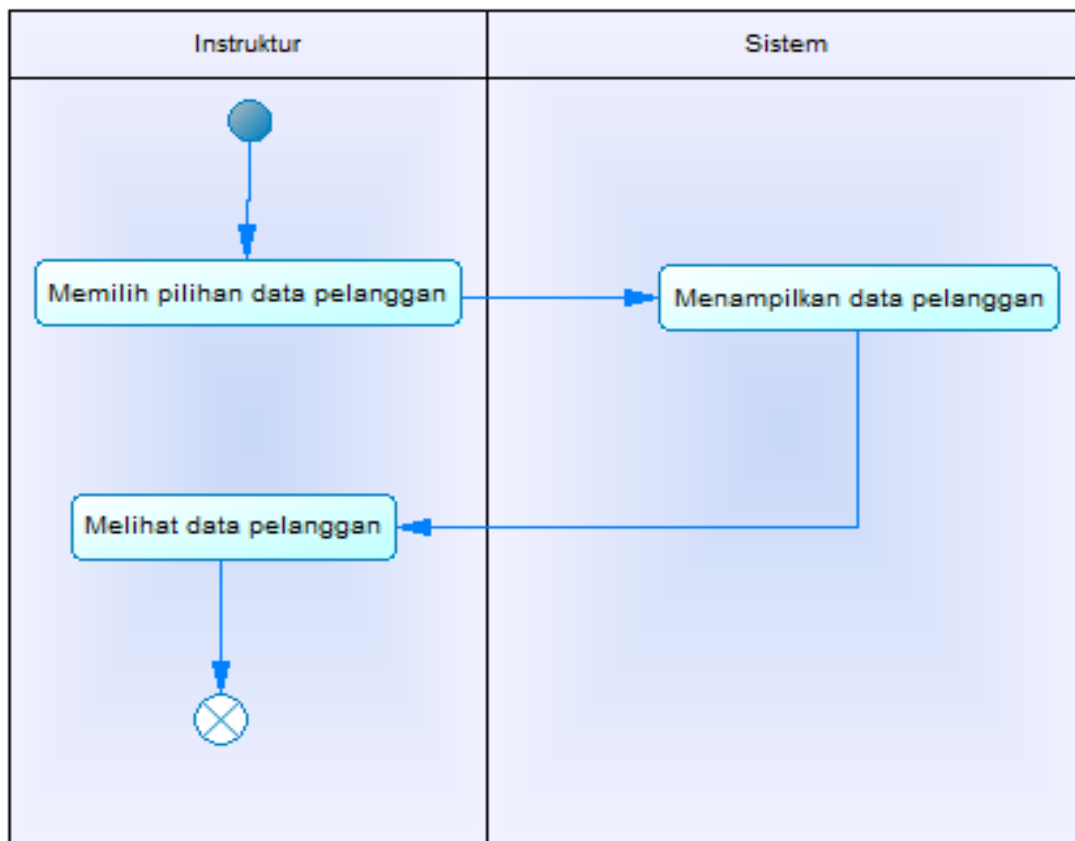 Instruktur
Sistem
Memilih pilihan data pelanggan
Menampilkan data pelanggan
Melihat data pelanggan